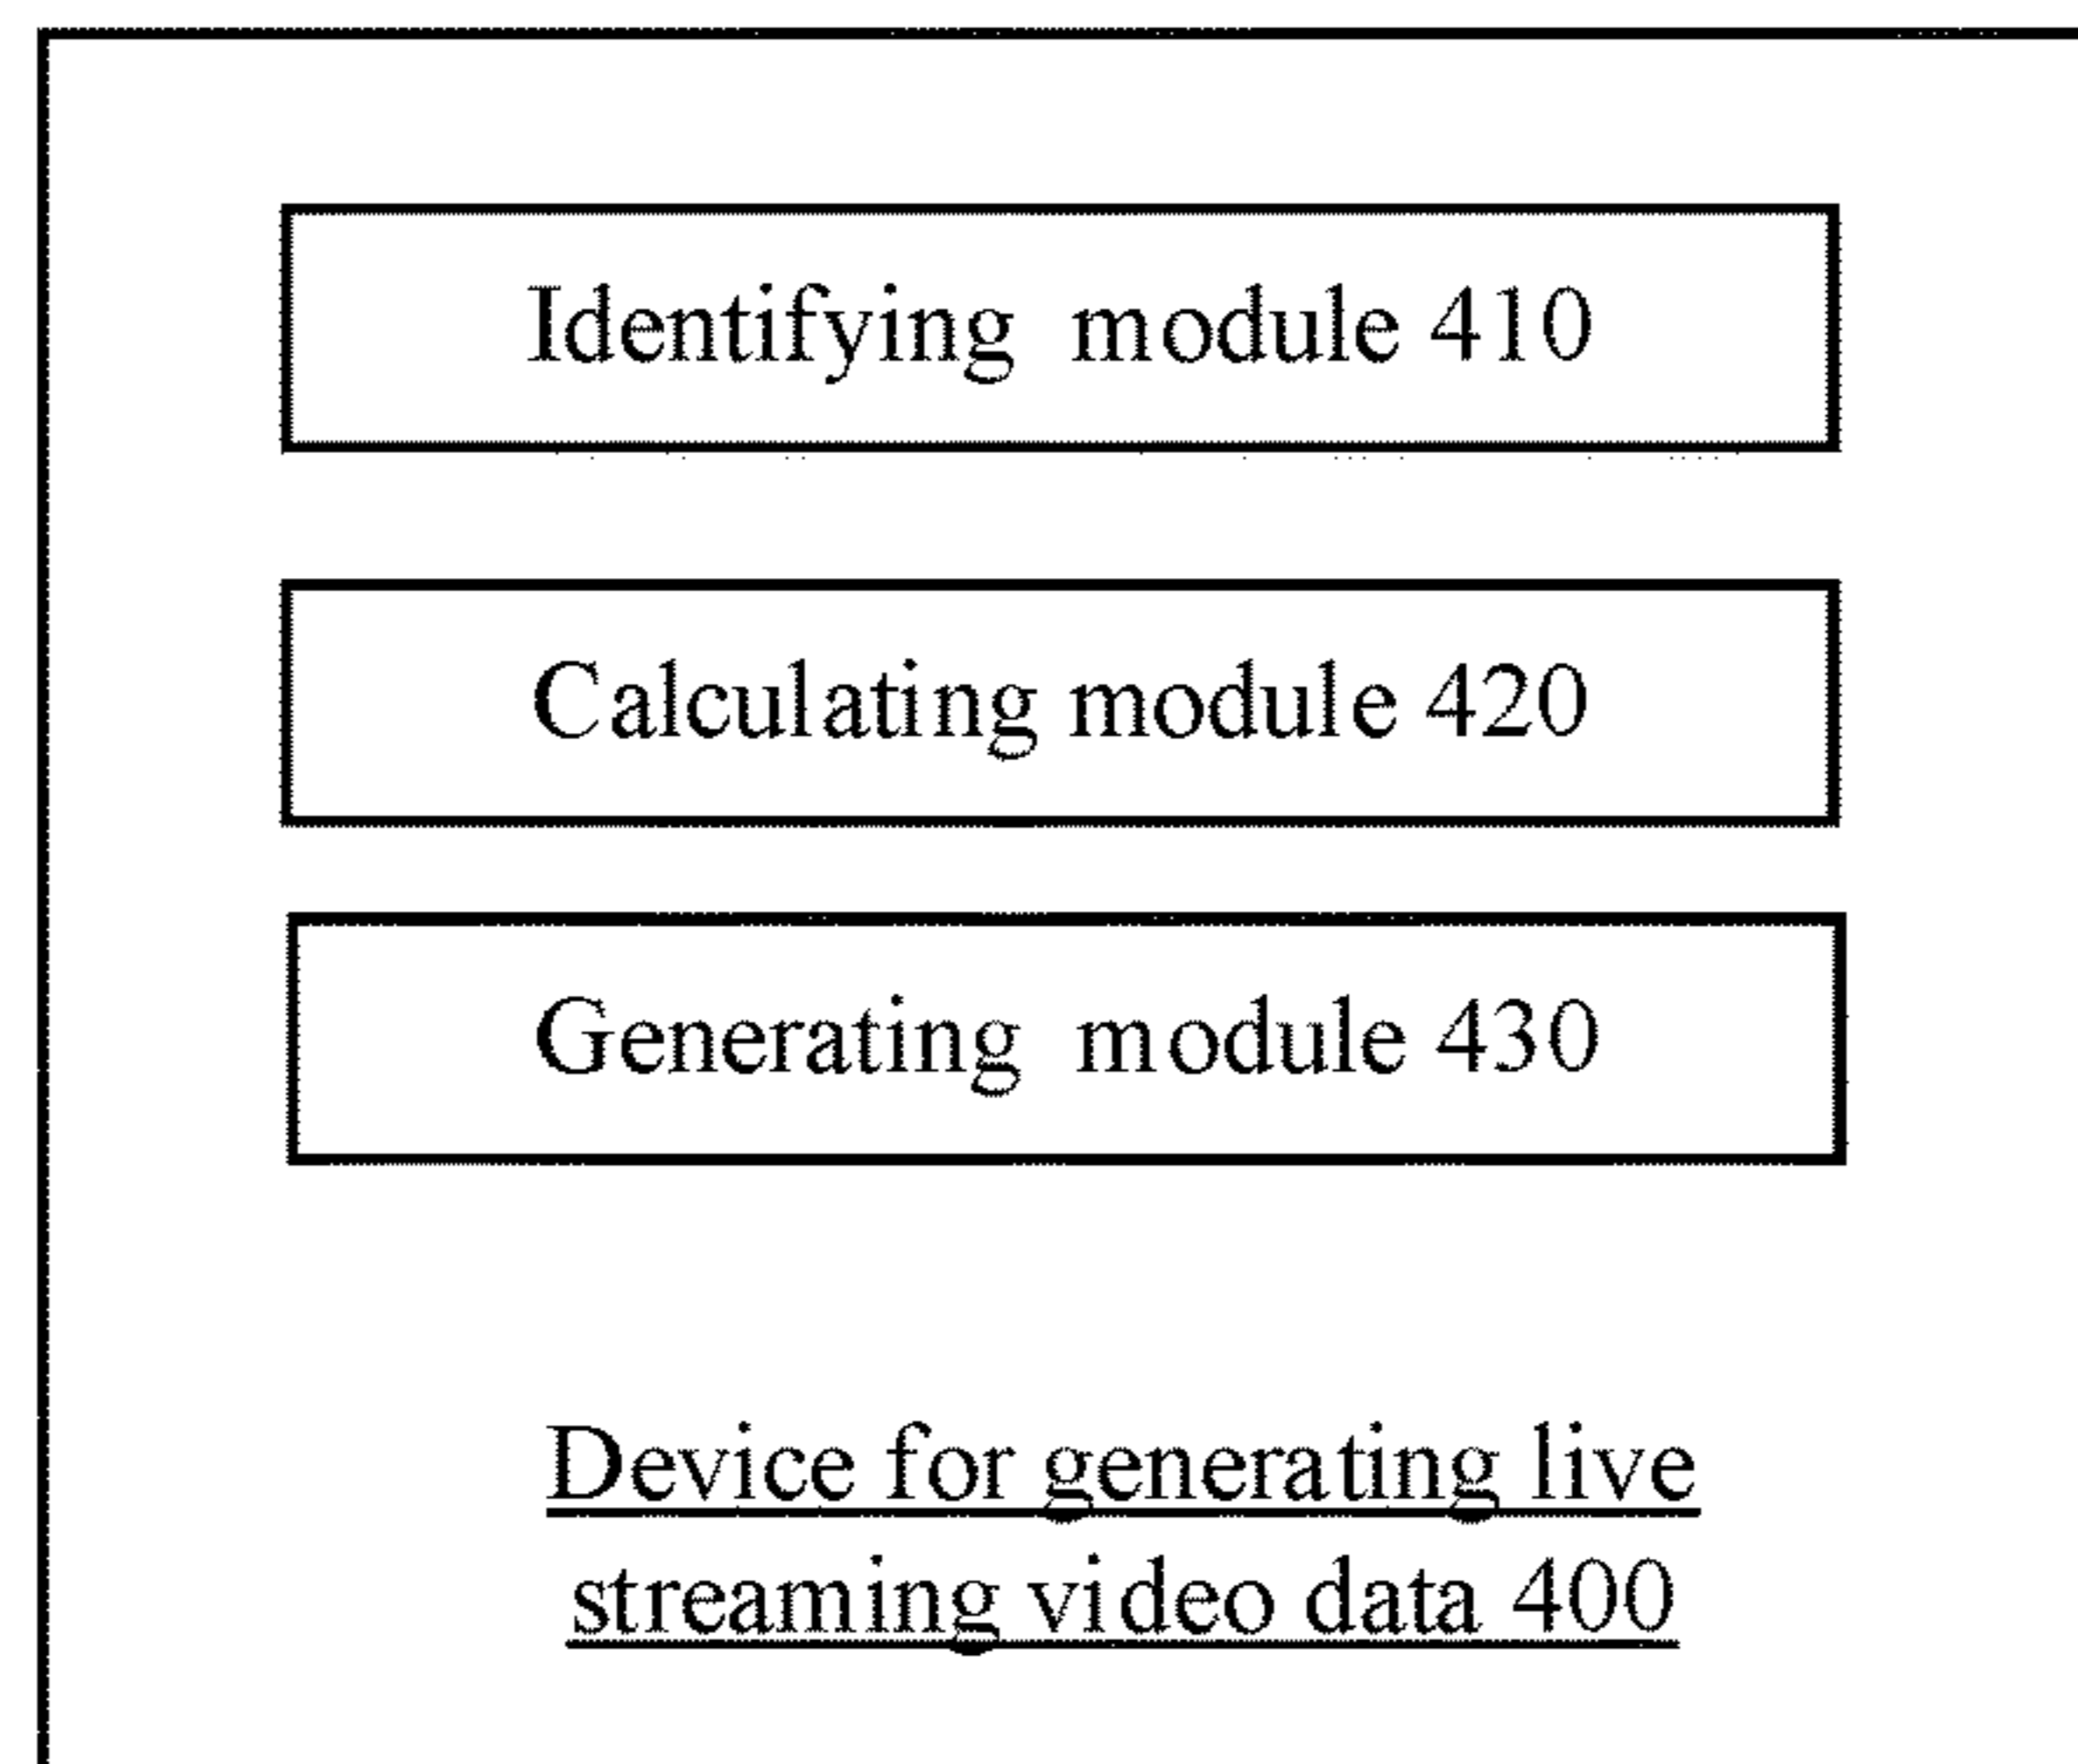 Identifying module 410
Calculating module 420
Generating module 430
Device for generating live
streaming video data 400